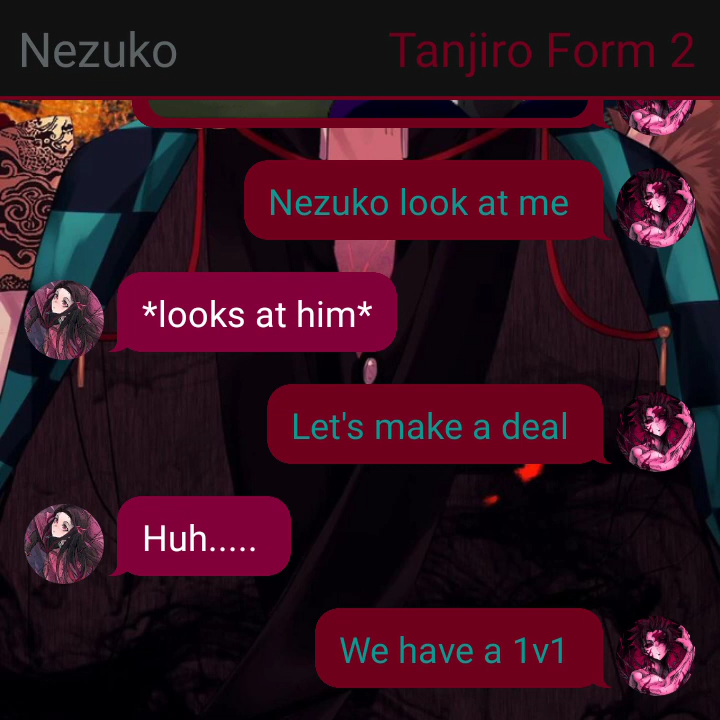 Nezuko
Tanjiro Form 2
Nezuko look at me
*looks at him*
Let's make a deal
Huh.....
We have a 1v1